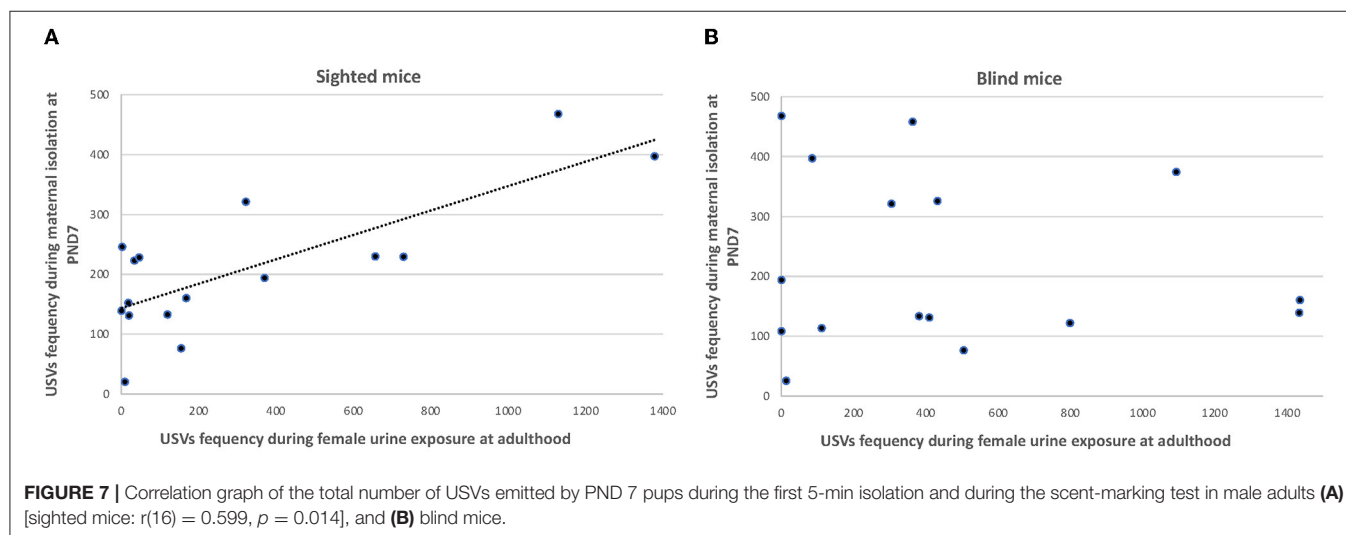 A
Sighted mice
USVs fequency during maternal isolation at
PND7
500
400
300
200
100
0
0 200 400 600 800 1000 1200 1400
USVs fequency during female urine exposure at adulthood
B
Blind mice
USVs fequency during maternal isolation at
PND7
500
400
300
200
100
0
0 200 400 600 800 1000 1200 1400
USVs fequency during female urine exposure at adulthood
FIGURE 7 | Correlation graph of the total number of USVs emitted by PND 7 pups during the first 5-min isolation and during the scent-marking test in male adults (A)
[sighted mice: r(16) = 0.599, p = 0.014], and (B) blind mice.